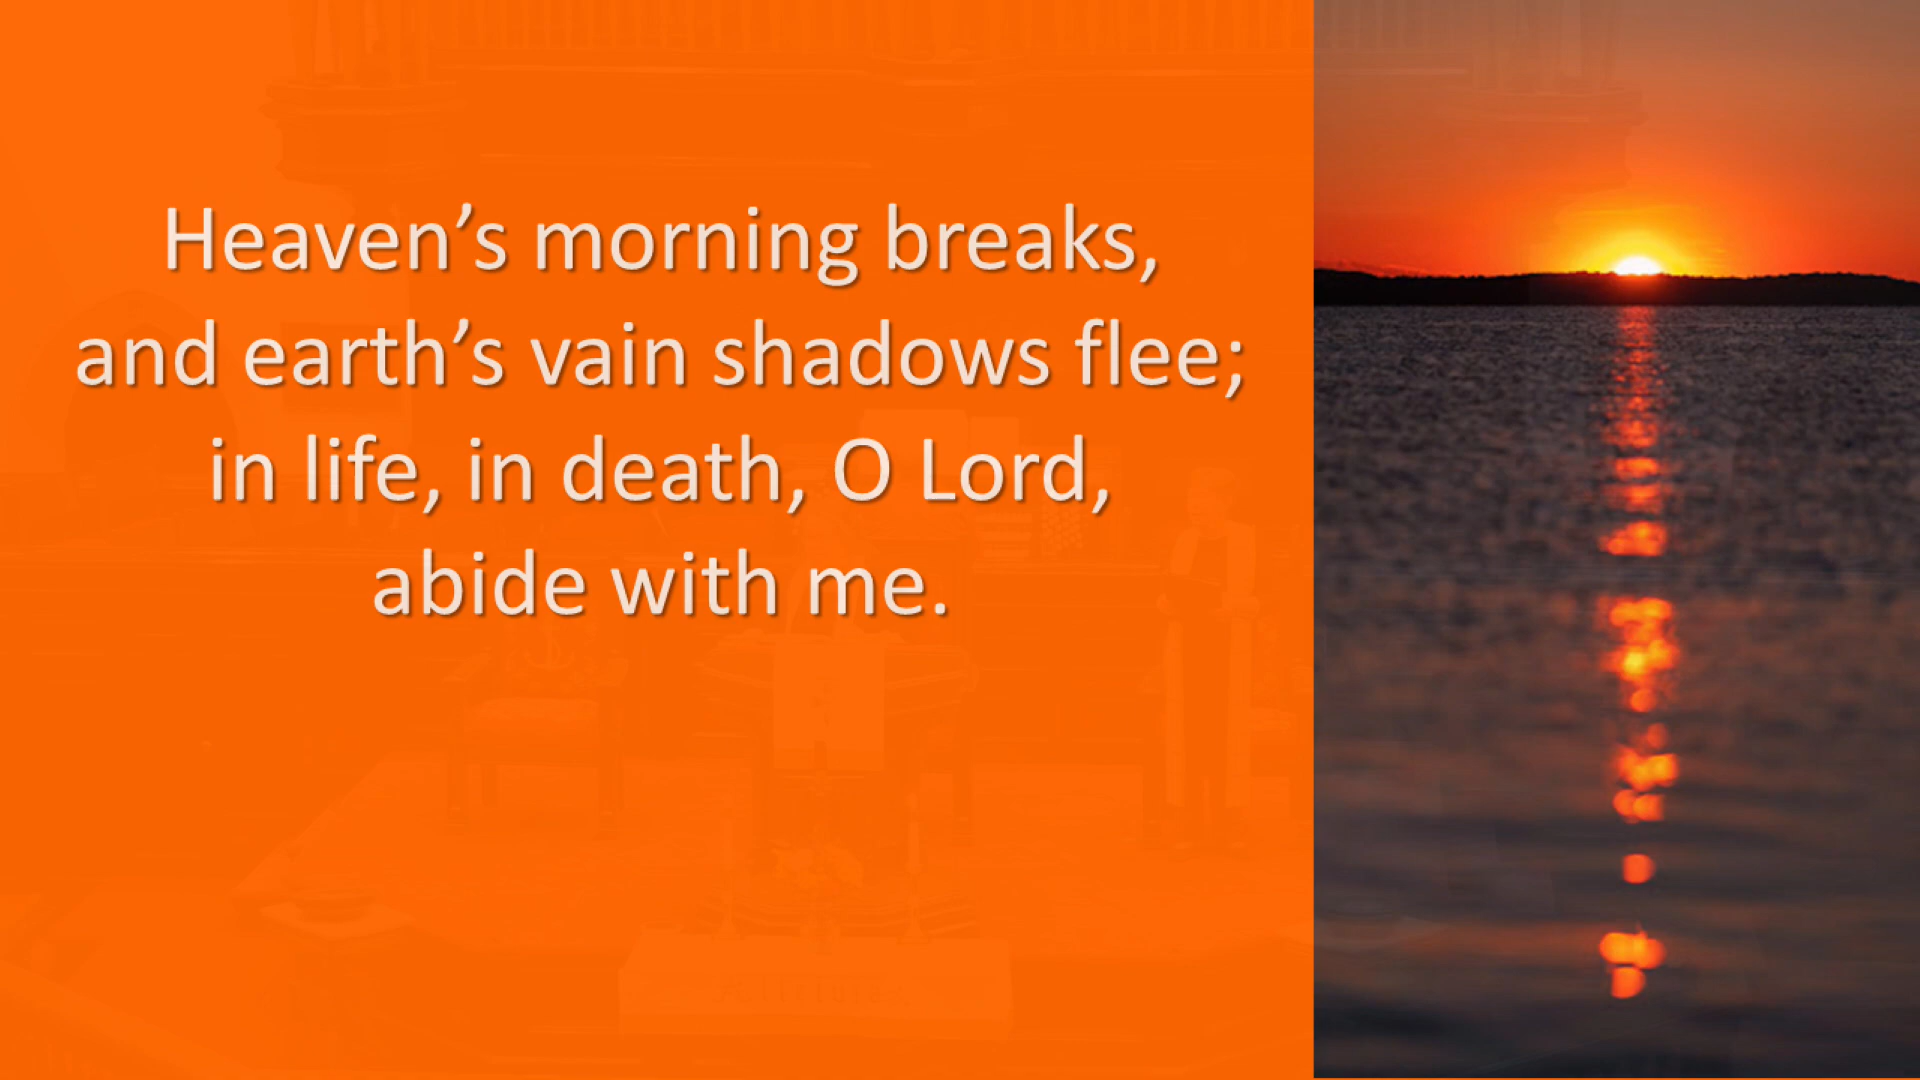 Heaven’s morning breaks,
and earth’s vain shadows flee;
in life, in death, O Lord,
abide with me.